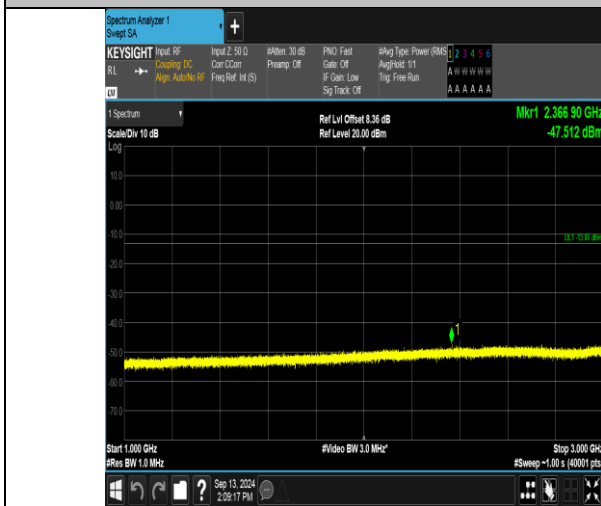 Spectrum Analyzer 1
Swept SA
+
KEYSIGHT Input: RF Input Z: 50 Ω #Atten: 30 dB PNO: Fast #Avg Type: Power (RMS 1 2 3 4 5 6
RL Coupling: DC Corr CCorr Preamp: Off Gate: Off Avg|Hold: 1/1 A W W W W W
Align: Auto/No RF Freq Ref: Int (S) IF Gain: Low Trig: Free Run
Sig Track: Off A A A A A A
1 Spectrum Ref Lvl Offset 8.36 dB Mkr1 2.366 90 GHz
Scale/Div 10 dB Ref Level 20.00 dBm -47.512 dBm
Log
10.0
0.00
-10.0
DL1 -13.00 dBm
-20.0
-30.0
-40.0
1
-50.0
-60.0
-70.0
Start 1.000 GHz #Video BW 3.0 MHz* Stop 3.000 GHz
#Res BW 1.0 MHz #Sweep ~1.00 s (40001 pts
? Sep 13, 2024
2:09:17 PM